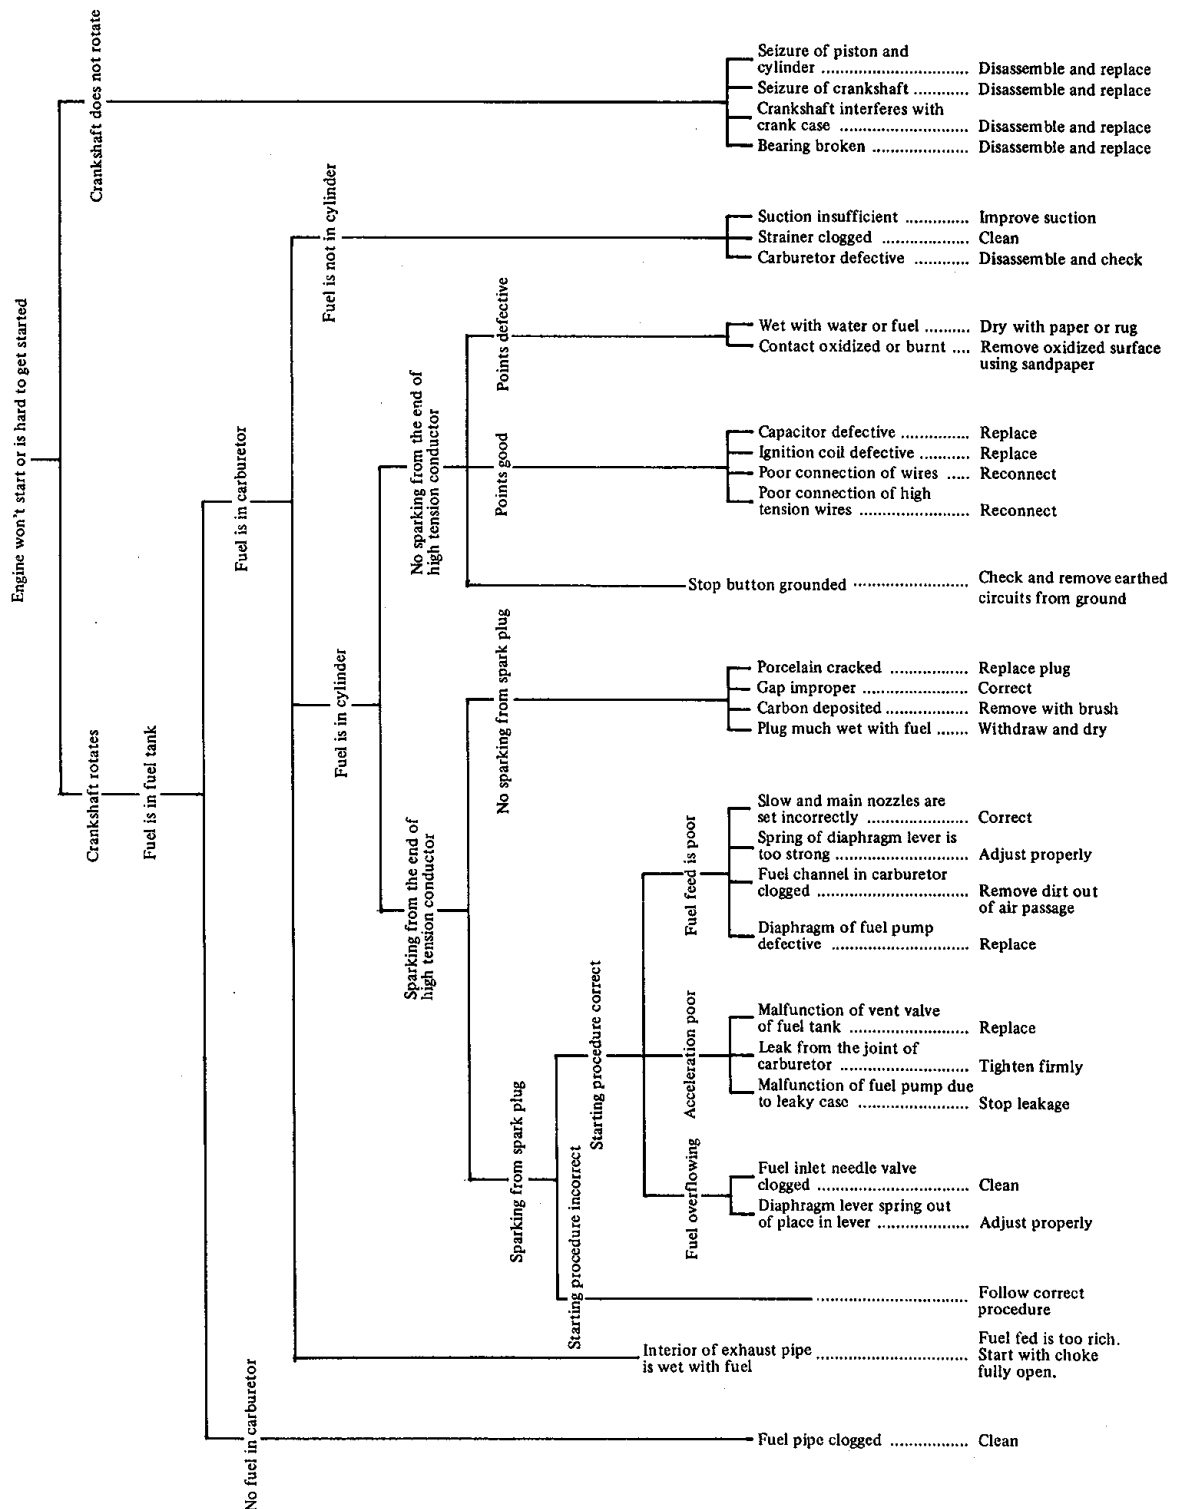 Engine won't start or is hard to get started
Crankshaft does not rotate
Seizure of piston and
cylinder ................................ Disassemble and replace
Seizure of crankshaft ............ Disassemble and replace
Crankshaft interferes with
crank case ............................ Disassemble and replace
Bearing broken ..................... Disassemble and replace
Crankshaft rotates
Fuel is in fuel tank
Fuel is in carburetor
Fuel is not in cylinder
Suction insufficient .............. Improve suction
Strainer clogged ................... Clean
Carburetor defective ............ Disassemble and check
Fuel is in cylinder
No sparking from the end of
high tension conductor
Points defective
Wet with water or fuel .......... Dry with paper or rug
Contact oxidized or burnt .... Remove oxidized surface
using sandpaper
Points good
Capacitor defective ............... Replace
Ignition coil defective ........... Replace
Poor connection of wires ..... Reconnect
Poor connection of high
tension wires ........................ Reconnect
Stop button grounded ......................... Check and remove earthed
circuits from ground
Sparking from the end of
high tension conductor
No sparking from spark plug
Porcelain cracked ................. Replace plug
Gap improper ....................... Correct
Carbon deposited .................. Remove with brush
Plug much wet with fuel ....... Withdraw and dry
Sparking from spark plug
Starting procedure correct
Fuel feed is poor
Slow and main nozzles are
set incorrectly ...................... Correct
Spring of diaphragm lever is
too strong ............................. Adjust properly
Fuel channel in carburetor
clogged ................................. Remove dirt out
of air passage
Diaphragm of fuel pump
defective .............................. Replace
Acceleration poor
Malfunction of vent valve
of fuel tank .......................... Replace
Leak from the joint of
carburetor ............................ Tighten firmly
Malfunction of fuel pump due
to leaky case ........................ Stop leakage
Fuel overflowing
Fuel inlet needle valve
clogged ................................. Clean
Diaphragm lever spring out
of place in lever .................... Adjust properly
Starting procedure incorrect
................................. Follow correct
procedure
Interior of exhaust pipe
is wet with fuel
................................. Fuel fed is too rich.
Start with choke
fully open.
No fuel in carburetor
Fuel pipe clogged ................. Clean